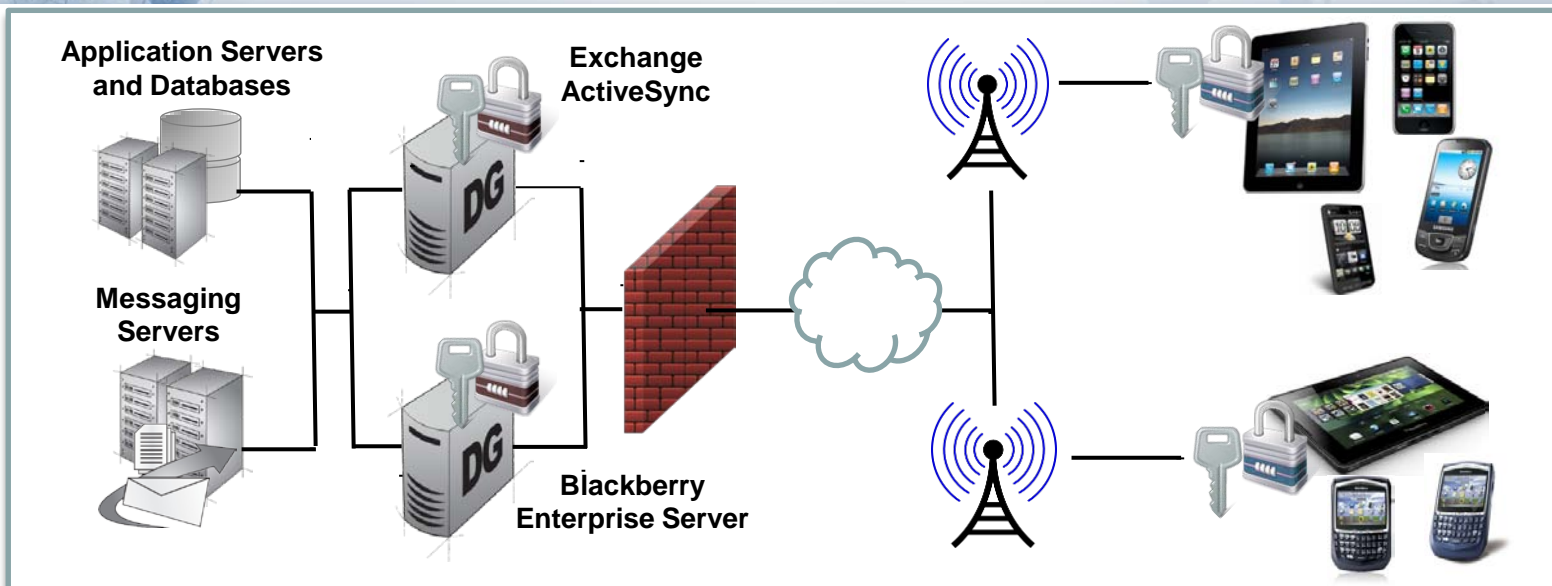 Application Servers
and Databases
Exchange
ActiveSync
DG
Messaging
Servers
DG
Blackberry
Enterprise Server